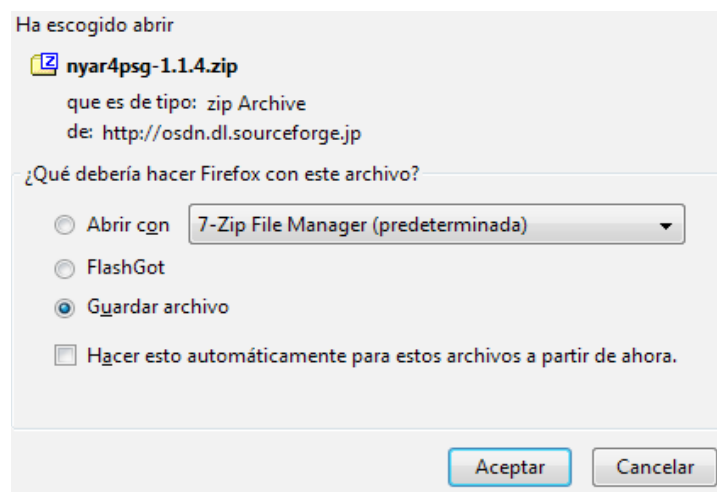 Ha escogido abrir
nyar4psg-1.1.4.zip
que es de tipo: zip Archive
de: http://osdn.dl.sourceforge.jp
¿Qué debería hacer Firefox con este archivo?
Abrir con 7-Zip File Manager (predeterminada)
FlashGot
Guardar archivo
Hacer esto automáticamente para estos archivos a partir de ahora.
Aceptar Cancelar